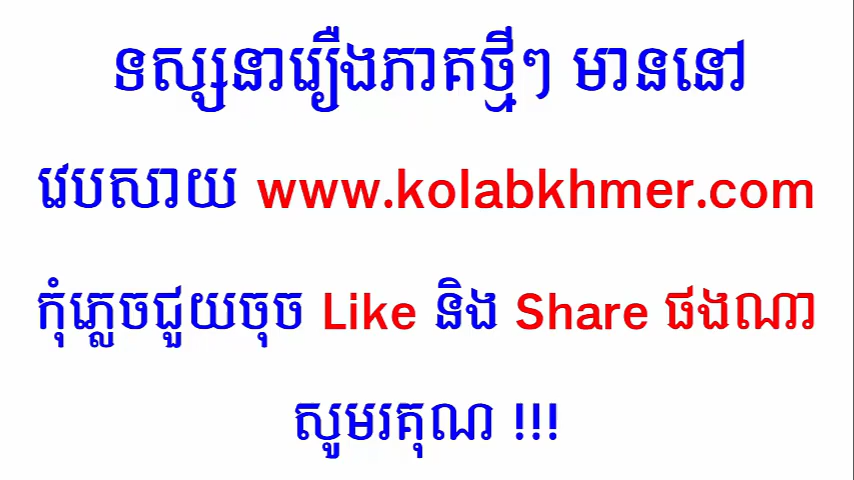 ទស្សនារឿងភាគថ្មីៗ មាននៅ
វេបសាយ www.kolabkhmer.com
កុំភ្លេចជួយចុច Like និង Share ផងណា
សូមរគុណ !!!